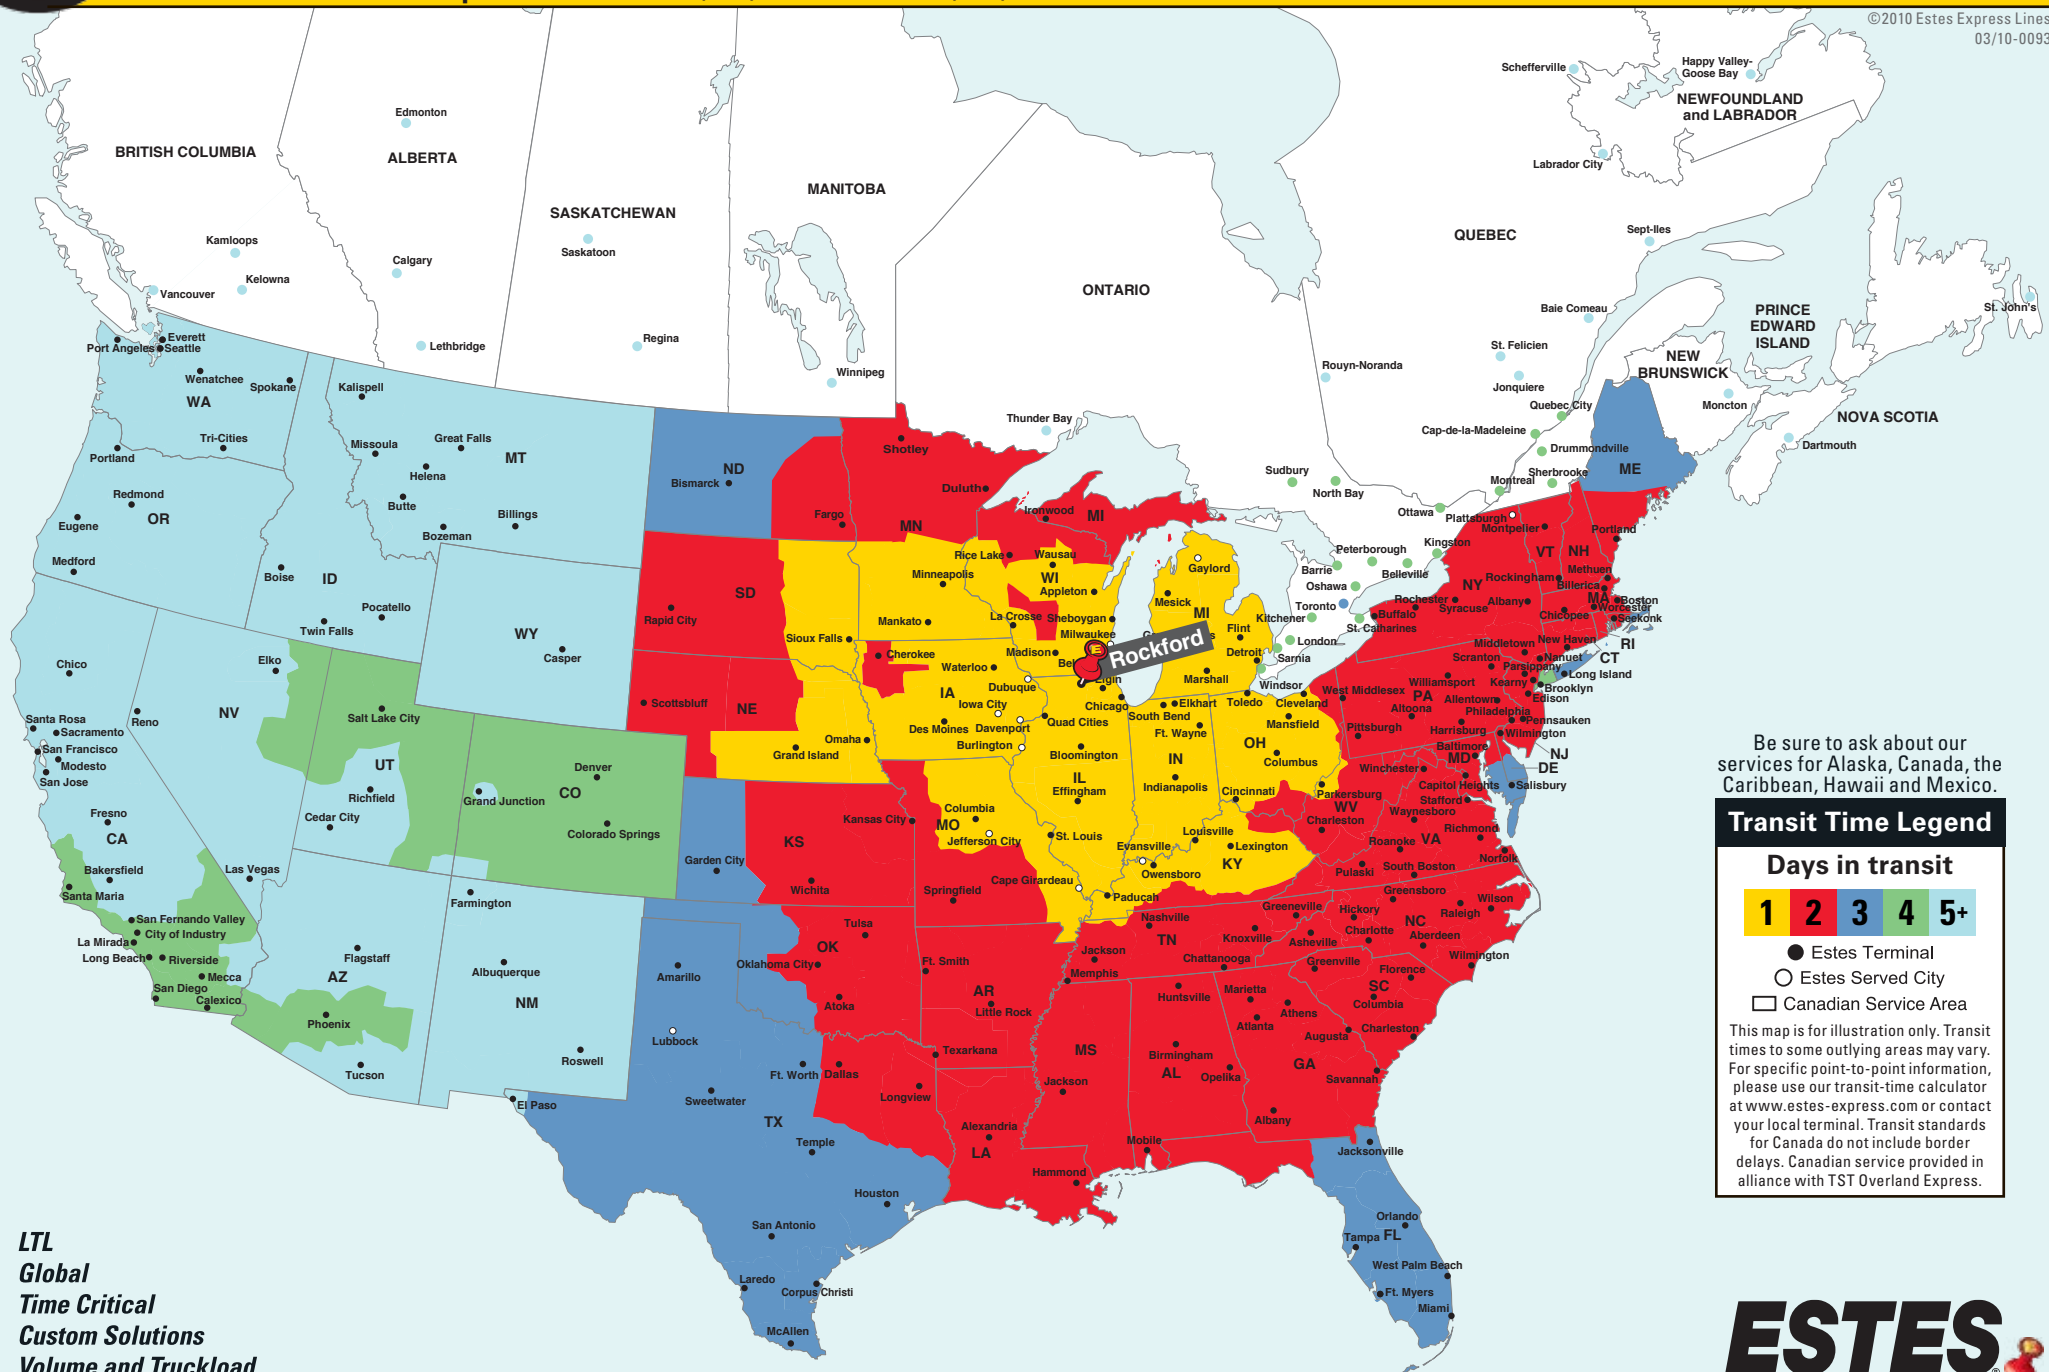 ©2010 Estes Express Lines
03/10-0093
Schefferville
Happy Valley-
Goose Bay
NEWFOUNDLAND
and LABRADOR
Labrador City
Edmonton
BRITISH COLUMBIA
ALBERTA
MANITOBA
SASKATCHEWAN
Saskatoon
Kamloops
Kelowna
Calgary
Vancouver
QUEBEC
Sept-Iles
ONTARIO
Baie Comeau
St. John's
PRINCE
EDWARD
ISLAND
Lethbridge
Regina
Winnipeg
Rouyn-Noranda
St. Felicien
Jonquiere
NEW
BRUNSWICK
Moncton
NOVA SCOTIA
Dartmouth
Thunder Bay
Quebec City
Cap-de-la-Madeleine
Drummondville
Sherbrooke
Montreal
Sudbury
North Bay
Ottawa
Kingston
Peterborough
Belleville
Barrie
Oshawa
Toronto
Kitchener
St. Catharines
London
Sarnia
Windsor
Everett
Port Angeles
Seattle
Wenatchee
Spokane
WA
Tri-Cities
Portland
Redmond
OR
Eugene
Medford
Kalispell
Missoula
Great Falls
MT
Helena
Butte
Billings
Bozeman
Boise
ID
Pocatello
Twin Falls
WY
Casper
Chico
Elko
NV
Reno
Santa Rosa
Sacramento
San Francisco
Modesto
San Jose
Fresno
CA
Bakersfield
Santa Maria
Las Vegas
San Fernando Valley
City of Industry
La Mirada
Long Beach
Riverside
Mecca
San Diego
Calexico
Salt Lake City
UT
Richfield
Cedar City
Grand Junction
Denver
CO
Colorado Springs
Farmington
Flagstaff
AZ
Phoenix
Tucson
Albuquerque
NM
Roswell
El Paso
ND
Bismarck
Fargo
SD
Rapid City
Sioux Falls
Scottsbluff
NE
Omaha
Grand Island
Garden City
KS
Wichita
Kansas City
Tulsa
OK
Oklahoma City
Atoka
Amarillo
Lubbock
Ft. Worth
Dallas
Sweetwater
Longview
TX
Temple
Houston
San Antonio
Laredo
Corpus Christi
McAllen
Shotley
Duluth
MN
Minneapolis
Mankato
Ironwood
MI
Rice Lake
Wausau
WI
Appleton
La Crosse
Sheboygan
Milwaukee
Madison
Bel
E
Rockford
Elgin
Chicago
Cherokee
Waterloo
IA
Dubuque
Iowa City
Des Moines
Davenport
Quad Cities
Burlington
Bloomington
IL
Effingham
Columbia
MO
Jefferson City
St. Louis
Cape Girardeau
Springfield
Gaylord
Mesick
MI
Flint
Detroit
Marshall
Elkhart
South Bend
Ft. Wayne
IN
Indianapolis
Toledo
Cleveland
Mansfield
OH
Columbus
Cincinnati
Louisville
Evansville
Lexington
KY
Owensboro
Paducah
Parkersburg
WV
Charleston
West Middlesex
PA
Altoona
Pittsburgh
Williamsport
Scranton
Allentown
Harrisburg
Philadelphia
Pennsauken
Wilmington
NJ
DE
Baltimore
MD
Winchester
Capitol Heights
Salisbury
Stafford
Waynesboro
Richmond
Roanoke
VA
Norfolk
Pulaski
South Boston
ME
Portland
Plattsburgh
Montpelier
VT
NH
Methuen
Billerica
MA
Boston
Worcester
Seekonk
Chicopee
Rockingham
NY
Rochester
Syracuse
Albany
Buffalo
Middletown
New Haven
RI
CT
Nanuet
Parsippany
Long Island
Kearny
Brooklyn
Edison
Nashville
TN
Jackson
Memphis
Knoxville
Chattanooga
Greeneville
Greensboro
Hickory
NC
Wilson
Raleigh
Asheville
Charlotte
Aberdeen
Wilmington
Greenville
Florence
SC
Columbia
Charleston
Ft. Smith
AR
Little Rock
Texarkana
Huntsville
Marietta
Athens
Atlanta
Augusta
MS
Birmingham
AL
Opelika
GA
Savannah
Jackson
Albany
Alexandria
LA
Hammond
Mobile
Jacksonville
Orlando
Tampa
FL
West Palm Beach
Ft. Myers
Miami
Be sure to ask about our
services for Alaska, Canada, the
Caribbean, Hawaii and Mexico.
Transit Time Legend
Days in transit
1 2 3 4 5+
Estes Terminal
Estes Served City
Canadian Service Area
This map is for illustration only. Transit
times to some outlying areas may vary.
For specific point-to-point information,
please use our transit-time calculator
at www.estes-express.com or contact
your local terminal. Transit standards
for Canada do not include border
delays. Canadian service provided in
alliance with TST Overland Express.
LTL
Global
Time Critical
Custom Solutions
Volume and Truckload
ESTES